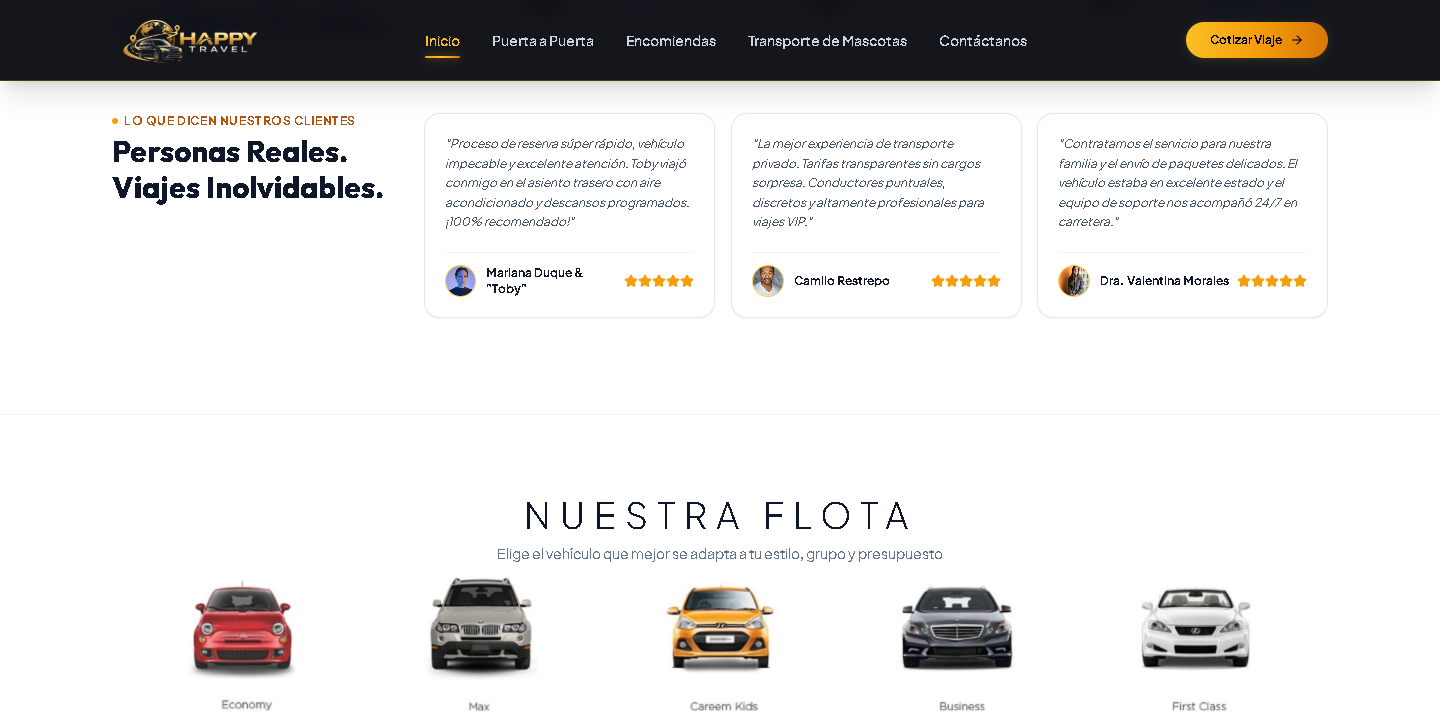 HAPPY
TRAVEL
Inicio
Puerta a Puerta
Encomiendas
Transporte de Mascotas
Contáctanos
Cotizar Viaje
LO QUE DICEN NUESTROS CLIENTES
Personas Reales.
Viajes Inolvidables.
"Proceso de reserva súper rápido, vehículo
impecable y excelente atención. Toby viajó
conmigo en el asiento trasero con aire
acondicionado y descansos programados.
¡100% recomendado!"
Mariana Duque &
"Toby"
"La mejor experiencia de transporte
privado. Tarifas transparentes sin cargos
sorpresa. Conductores puntuales,
discretos y altamente profesionales para
viajes VIP."
Camilo Restrepo
"Contratamos el servicio para nuestra
familia y el envío de paquetes delicados. El
vehículo estaba en excelente estado y el
equipo de soporte nos acompañó 24/7 en
carretera."
Dra. Valentina Morales
NUESTRA FLOTA
Elige el vehículo que mejor se adapta a tu estilo, grupo y presupuesto
Economy
Max
Careem Kids
Business
First Class